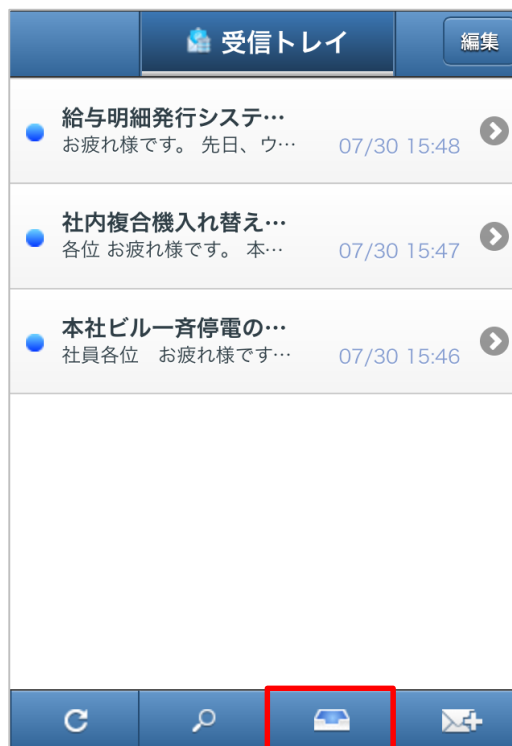 受信トレイ
編集
給与明細発行システ…
お疲れ様です。 先日、ウ…
07/30 15:48
社内複合機入れ替え…
各位 お疲れ様です。 本…
07/30 15:47
本社ビル一斉停電の…
社員各位　お疲れ様です…
07/30 15:46